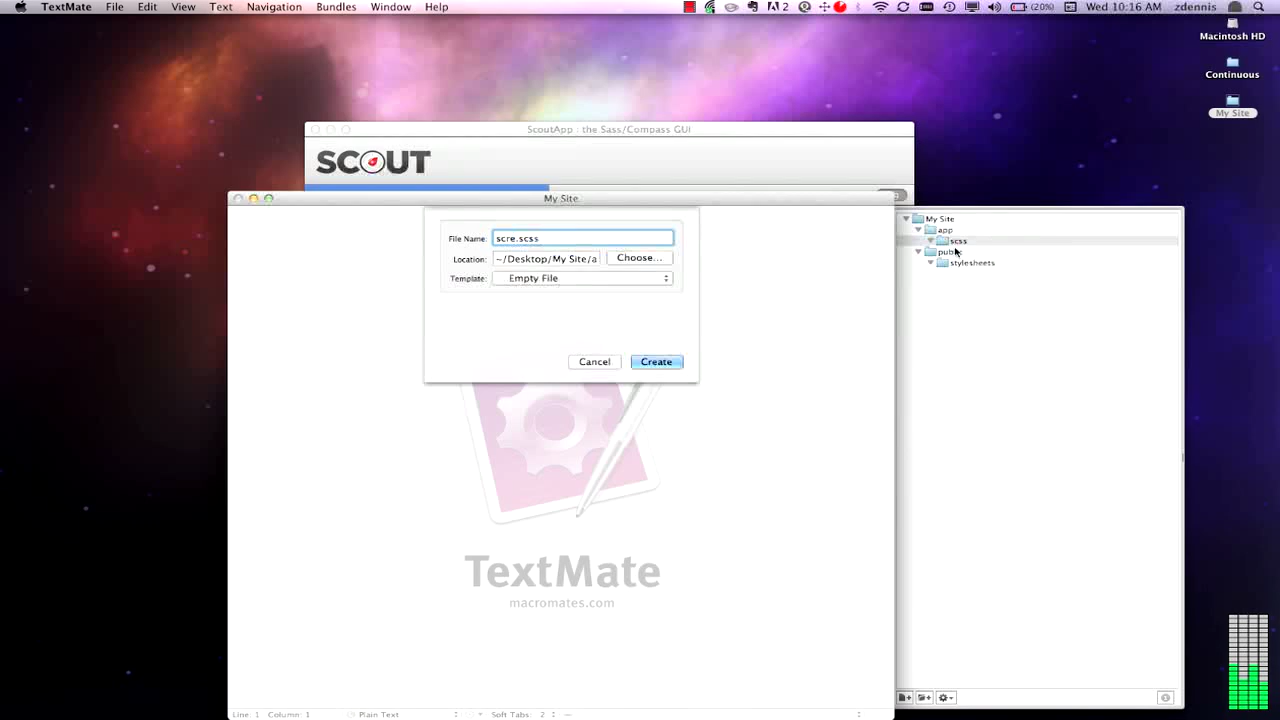 TextMate File Edit View Text Navigation Bundles Window Help
2 (20%) Wed 10:16 AM zdennis
Macintosh HD
Continuous
My Site
ScoutApp : the Sass/Compass GUI
SCOUT
My Site
File Name: scre.scss
Location: ~/Desktop/My Site/a Choose...
Template: Empty File
Cancel Create
TextMate
macromates.com
Line: 1 Column: 1 Plain Text Soft Tabs: 2
My Site
app
scss
stylesheets